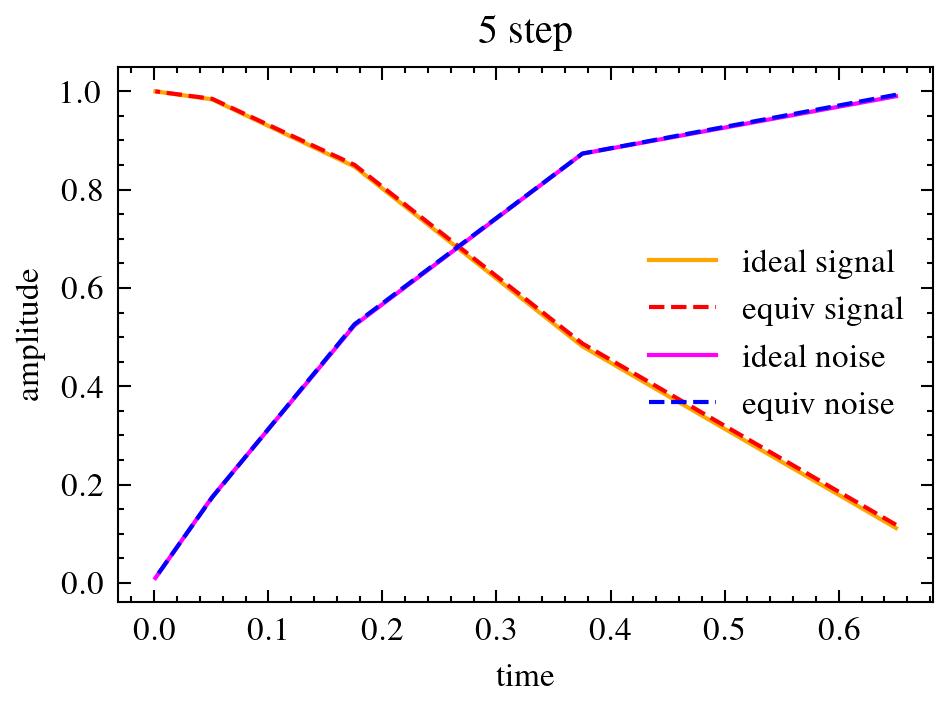 5 step
amplitude
1.0
0.8
0.6
0.4
0.2
0.0
ideal signal
equiv signal
ideal noise
equiv noise
0.0 0.1 0.2 0.3 0.4 0.5 0.6
time